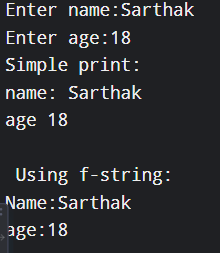 Enter name:Sarthak
Enter age:18
Simple print:
name: Sarthak
age 18
 Using f-string:
Name:Sarthak
age:18